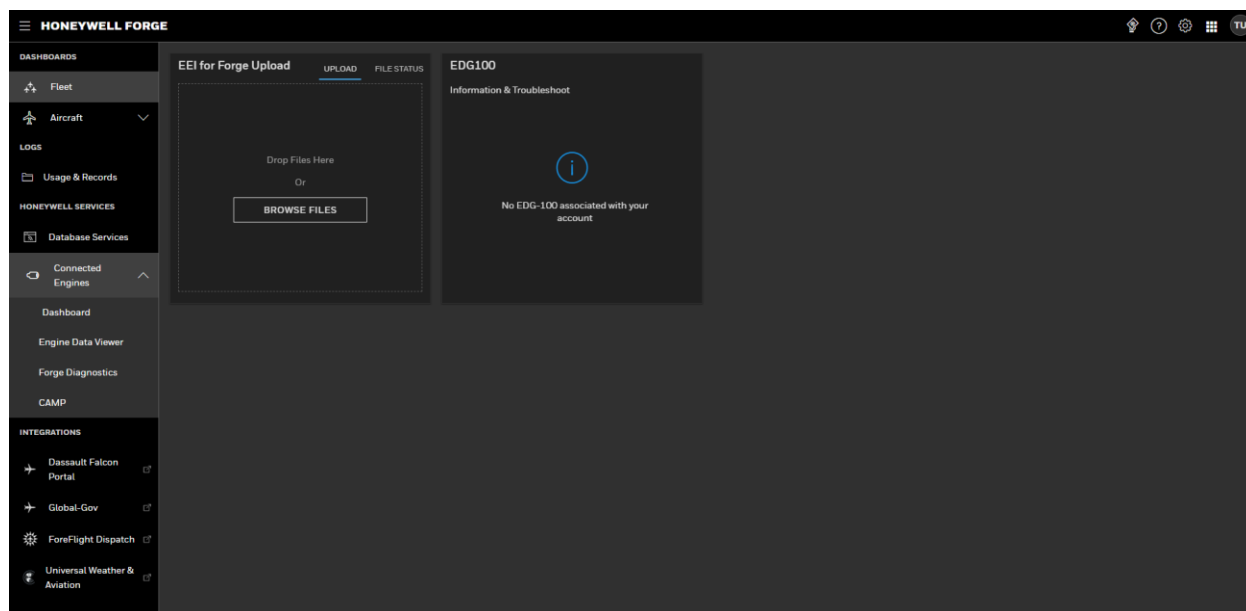 HONEYWELL FORGE
TU
DASHBOARDS
Fleet
Aircraft
LOGS
Usage & Records
HONEYWELL SERVICES
Database Services
Connected
Engines
Dashboard
Engine Data Viewer
Forge Diagnostics
CAMP
INTEGRATIONS
Dassault Falcon
Portal
Global-Gov
ForeFlight Dispatch
Universal Weather &
Aviation
EEI for Forge Upload
UPLOAD
FILE STATUS
Drop Files Here
Or
BROWSE FILES
EDG100
Information & Troubleshoot
No EDG-100 associated with your
account